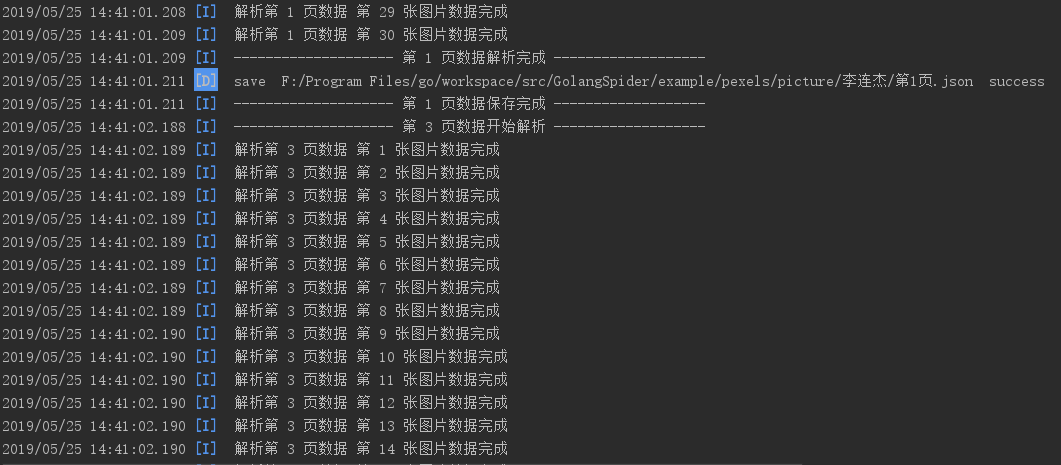 2019/05/25 14:41:01.208 [I] 解析第 1 页数据 第 29 张图片数据完成
2019/05/25 14:41:01.209 [I] 解析第 1 页数据 第 30 张图片数据完成
2019/05/25 14:41:01.209 [I] -------------------- 第 1 页数据解析完成 -------------------
2019/05/25 14:41:01.211 [D] save  F:/Program Files/go/workspace/src/GolangSpider/example/pexels/picture/李连杰/第1页.json  success
2019/05/25 14:41:01.211 [I] -------------------- 第 1 页数据保存完成 -------------------
2019/05/25 14:41:02.188 [I] -------------------- 第 3 页数据开始解析 -------------------
2019/05/25 14:41:02.189 [I] 解析第 3 页数据 第 1 张图片数据完成
2019/05/25 14:41:02.189 [I] 解析第 3 页数据 第 2 张图片数据完成
2019/05/25 14:41:02.189 [I] 解析第 3 页数据 第 3 张图片数据完成
2019/05/25 14:41:02.189 [I] 解析第 3 页数据 第 4 张图片数据完成
2019/05/25 14:41:02.189 [I] 解析第 3 页数据 第 5 张图片数据完成
2019/05/25 14:41:02.189 [I] 解析第 3 页数据 第 6 张图片数据完成
2019/05/25 14:41:02.189 [I] 解析第 3 页数据 第 7 张图片数据完成
2019/05/25 14:41:02.189 [I] 解析第 3 页数据 第 8 张图片数据完成
2019/05/25 14:41:02.190 [I] 解析第 3 页数据 第 9 张图片数据完成
2019/05/25 14:41:02.190 [I] 解析第 3 页数据 第 10 张图片数据完成
2019/05/25 14:41:02.190 [I] 解析第 3 页数据 第 11 张图片数据完成
2019/05/25 14:41:02.190 [I] 解析第 3 页数据 第 12 张图片数据完成
2019/05/25 14:41:02.190 [I] 解析第 3 页数据 第 13 张图片数据完成
2019/05/25 14:41:02.190 [I] 解析第 3 页数据 第 14 张图片数据完成